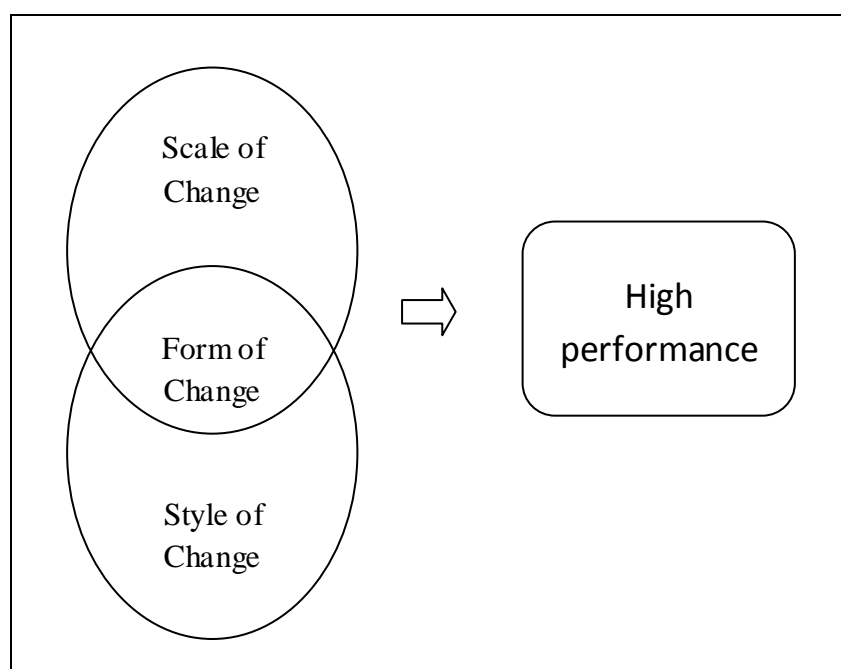 Scale of
Change
Form of
Change
Style of
Change
High
performance